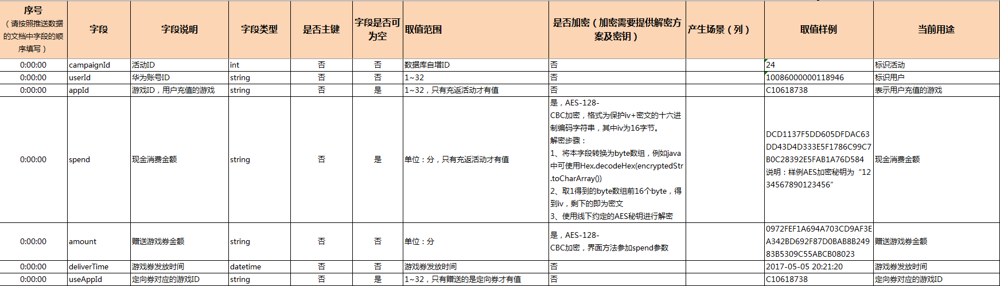 序号
（请按照推送数据
的文档中字段的顺
序填写）
字段
字段说明
字段类型
是否主键
字段是否可
为空
取值范围
是否加密（加密需要提供解密方
案及密钥）
产生场景（列）
取值样例
当前用途
0:00:00
campaignId
活动ID
int
否
否
数据库自增ID
否
24
标识活动
0:00:00
userId
华为账号ID
string
否
否
1~32
否
10086000000118946
标识用户
0:00:00
appId
游戏ID，用户充值的游戏
string
否
是
1~32，只有充返活动才有值
否
C10618738
表示用户充值的游戏
0:00:00
spend
现金消费金额
string
否
是
单位：分，只有充返活动才有值
是，AES-128-
CBC加密，格式为保护iv+密文的十六进
制编码字符串，其中iv为16字节。
解密步骤：
1、将本字段转换为byte数组，例如java
中可使用Hex.decodeHex(encryptedStr
.toCharArray())
2、取1得到的byte数组前16个byte，得
到iv，剩下的即为密文
3、使用线下约定的AES秘钥进行解密
DCD1137F5DD605DFDAC63
DD43D4D333E5F1786C99C7
B0C28392E5FAB1A76D584
说明：样例AES加密秘钥为“12
34567890123456”
现金消费金额
0:00:00
amount
赠送游戏券金额
string
否
否
单位：分
是，AES-128-
CBC加密，界面方法参加spend参数
0972FEF1A694A703CD9AF3E
A342BD692F87D0BAB8B249
83B5309C55ABCB08023
赠送游戏券金额
0:00:00
deliverTime
游戏券发放时间
datetime
否
否
游戏券发放时间
否
2017-05-05 20:21:20
游戏券发放时间
0:00:00
useAppId
定向券对应的游戏ID
string
否
是
1~32，只有赠送的是定向券才有值
否
C10618738
定向券对应的游戏ID